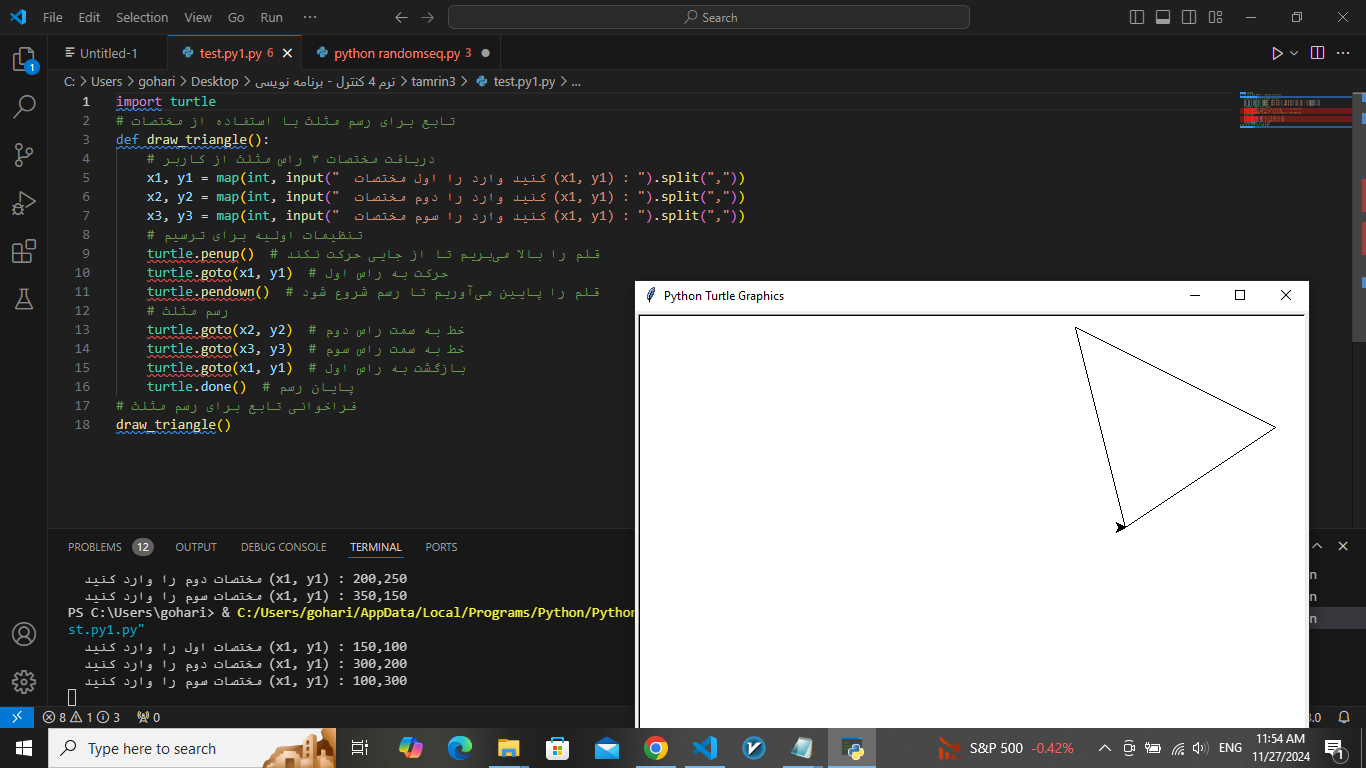 File Edit Selection View Go Run ··· Search
Untitled-1 test.py1.py 6 python randomseq.py 3
C: > Users > gohari > Desktop > نرم 4 کنترل - برنامه نویسی > tamrin3 > test.py1.py > ...
1 import turtle
2 # تابع برای رسم مثلث با استفاده از مختصات
3 def draw_triangle():
4 # دریافت مختصات ۳ راس مثلث از کاربر
5 x1, y1 = map(int, input("  مختصات اول را وارد کنید (x1, y1) : ").split(","))
6 x2, y2 = map(int, input("  مختصات دوم را وارد کنید (x1, y1) : ").split(","))
7 x3, y3 = map(int, input("  مختصات سوم را وارد کنید (x1, y1) : ").split(","))
8 # تنظیمات اولیه برای ترسیم
9 turtle.penup()  # قلم را بالا می‌بریم تا از جایی حرکت نکند
10 turtle.goto(x1, y1)  # حرکت به راس اول
11 turtle.pendown()  # قلم را پایین می‌آوریم تا رسم شروع شود
12 # رسم مثلث
13 turtle.goto(x2, y2)  # خط به سمت راس دوم
14 turtle.goto(x3, y3)  # خط به سمت راس سوم
15 turtle.goto(x1, y1)  # بازگشت به راس اول
16 turtle.done()  # پایان رسم
17 # فراخوانی تابع برای رسم مثلث
18 draw_triangle()
Python Turtle Graphics
PROBLEMS 12 OUTPUT DEBUG CONSOLE TERMINAL PORTS
مختصات دوم را وارد کنید (x1, y1) : 200,250
مختصات سوم را وارد کنید (x1, y1) : 350,150
PS C:\Users\gohari> & C:/Users/gohari/AppData/Local/Programs/Python/Python
st.py1.py"
مختصات اول را وارد کنید (x1, y1) : 150,100
مختصات دوم را وارد کنید (x1, y1) : 300,200
مختصات سوم را وارد کنید (x1, y1) : 100,300
8 1 3 0
Type here to search
S&P 500 -0.42%
ENG
11:54 AM
11/27/2024
1